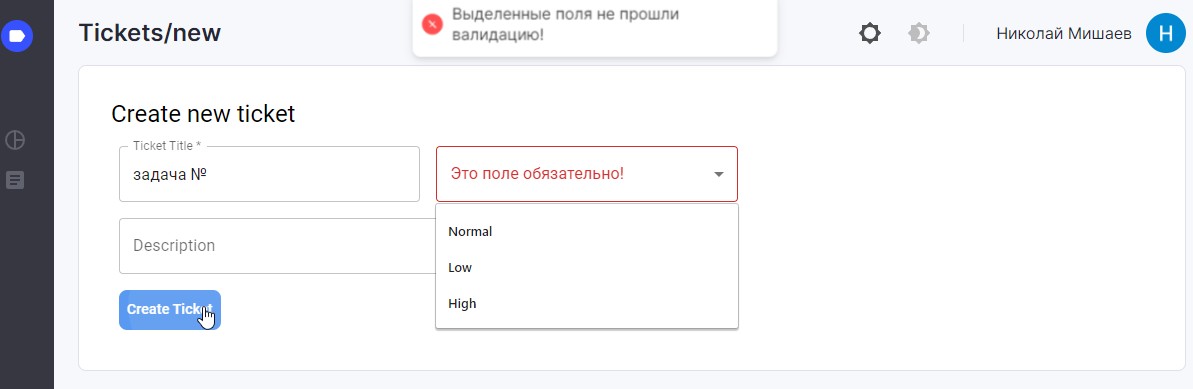 Tickets/new
Выделенные поля не прошли
валидацию!
Николай Мишаев
Н
Create new ticket
Ticket Title *
задача №
Это поле обязательно!
Normal
Low
High
Description
Create Ticket